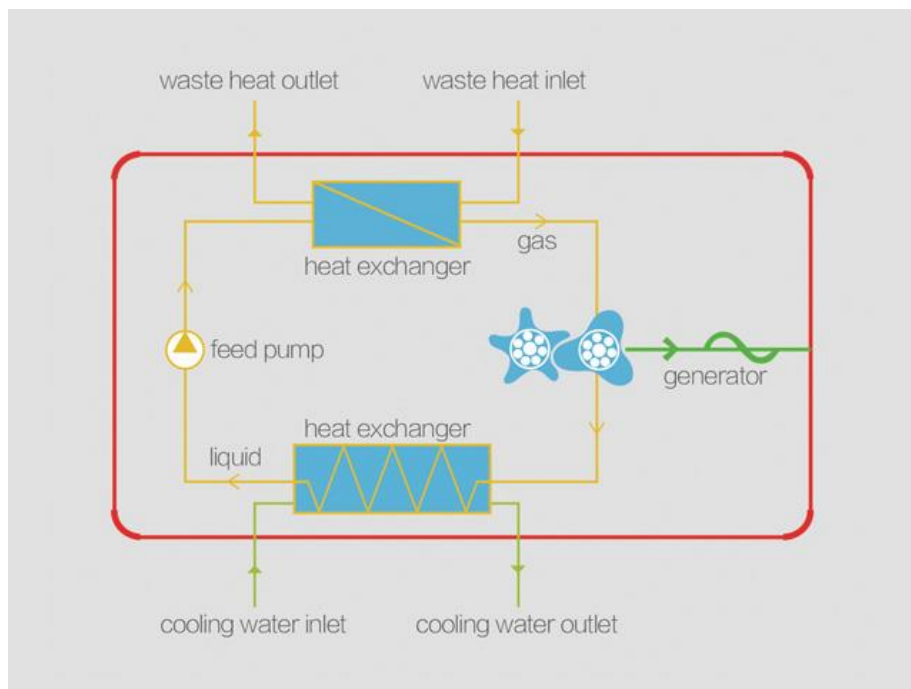 waste heat outlet
waste heat inlet
gas
heat exchanger
feed pump
generator
heat exchanger
liquid
cooling water inlet
cooling water outlet